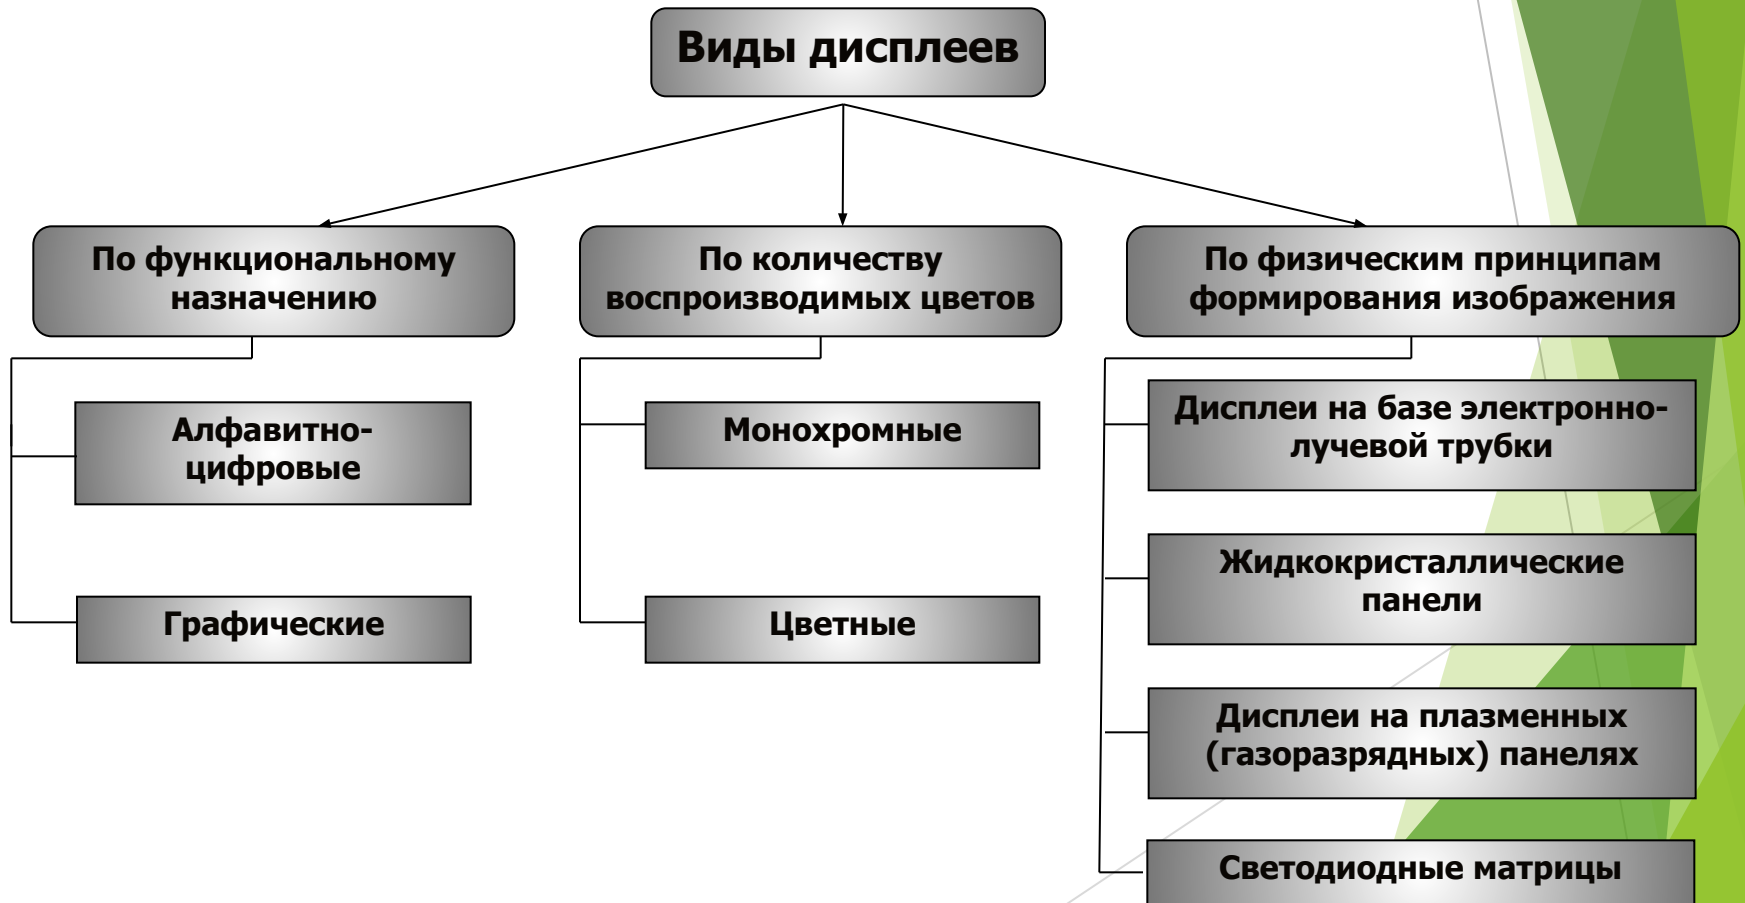 Виды дисплеев
По функциональному
назначению
Алфавитно-
цифровые
Графические
По количеству
воспроизводимых цветов
Монохромные
Цветные
По физическим принципам
формирования изображения
Дисплеи на базе электронно-
лучевой трубки
Жидкокристаллические
панели
Дисплеи на плазменных
(газоразрядных) панелях
Светодиодные матрицы